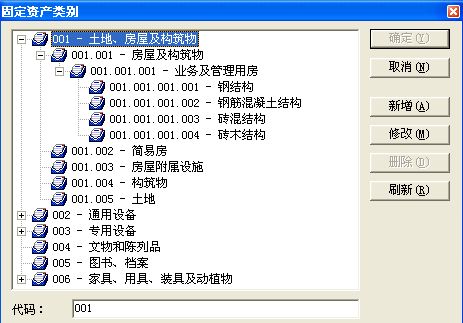 固定资产类别
001 - 土地、房屋及构筑物
001.001 - 房屋及构筑物
001.001.001 - 业务及管理用房
001.001.001.001 - 钢结构
001.001.001.002 - 钢筋混凝土结构
001.001.001.003 - 砖混结构
001.001.001.004 - 砖木结构
001.002 - 简易房
001.003 - 房屋附属设施
001.004 - 构筑物
001.005 - 土地
002 - 通用设备
003 - 专用设备
004 - 文物和陈列品
005 - 图书、档案
006 - 家具、用具、装具及动植物
确定(Y)
取消(N)
新增(A)
修改(M)
删除(D)
刷新(R)
代码：
001